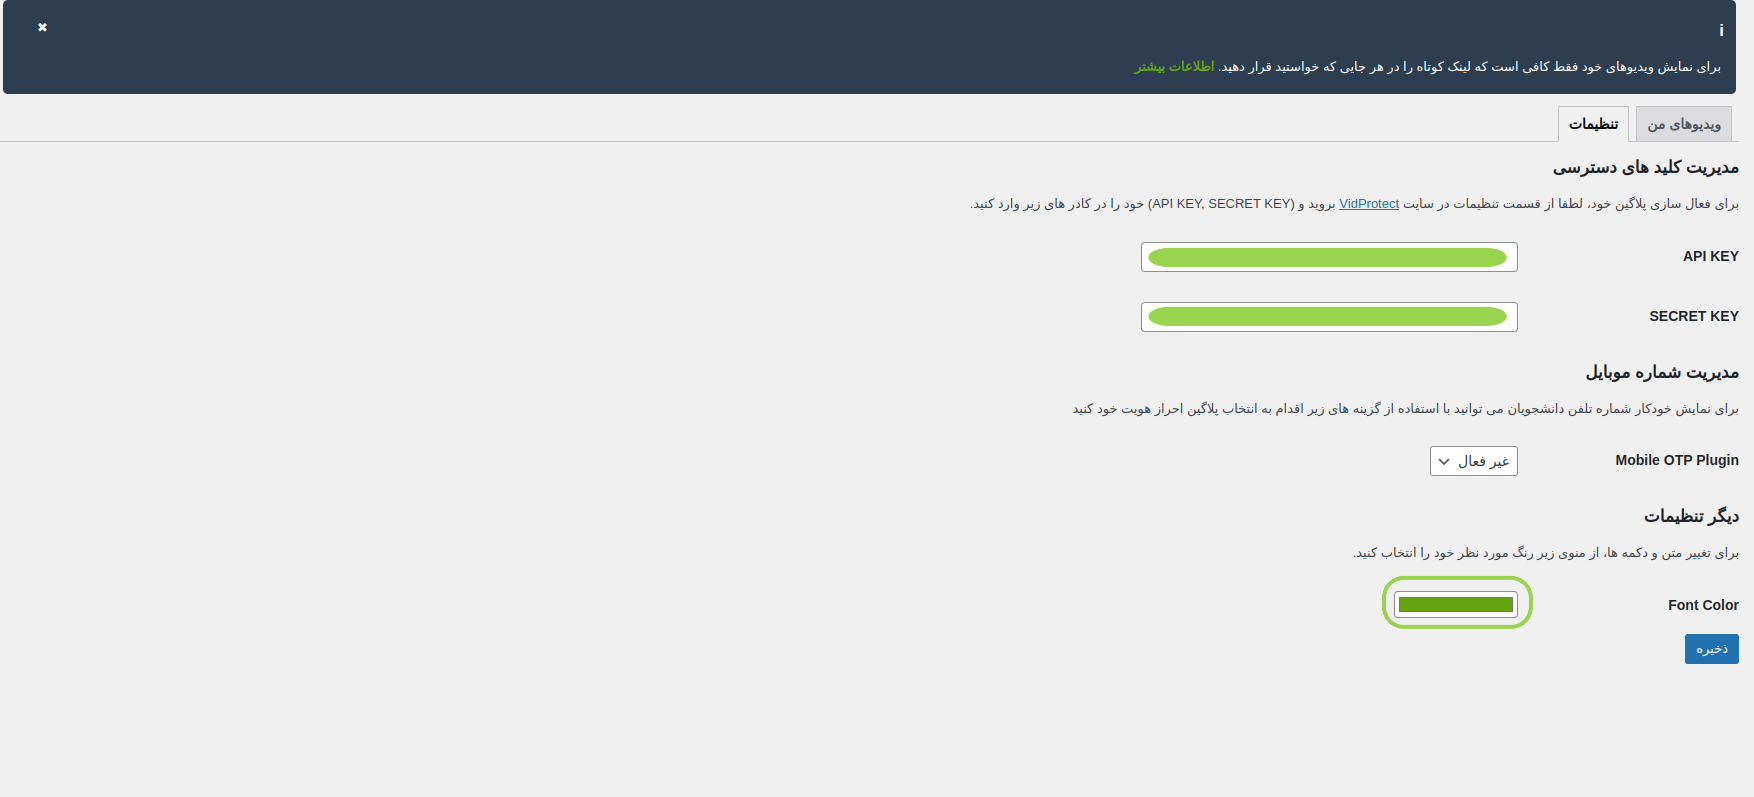 i
✖
برای نمایش ویدیوهای خود فقط کافی است که لینک کوتاه را در هر جایی که خواستید قرار دهید. اطلاعات بیشتر
ویدیوهای من
تنظیمات
مدیریت کلید های دسترسی
برای فعال سازی پلاگین خود، لطفا از قسمت تنظیمات در سایت VidProtect بروید و (API KEY, SECRET KEY) خود را در کادر های زیر وارد کنید.
API KEY
SECRET KEY
مدیریت شماره موبایل
برای نمایش خودکار شماره تلفن دانشجویان می توانید با استفاده از گزینه های زیر اقدام به انتخاب پلاگین احراز هویت خود کنید
Mobile OTP Plugin
غیر فعال
دیگر تنظیمات
برای تغییر متن و دکمه ها، از منوی زیر رنگ مورد نظر خود را انتخاب کنید.
Font Color
ذخیره